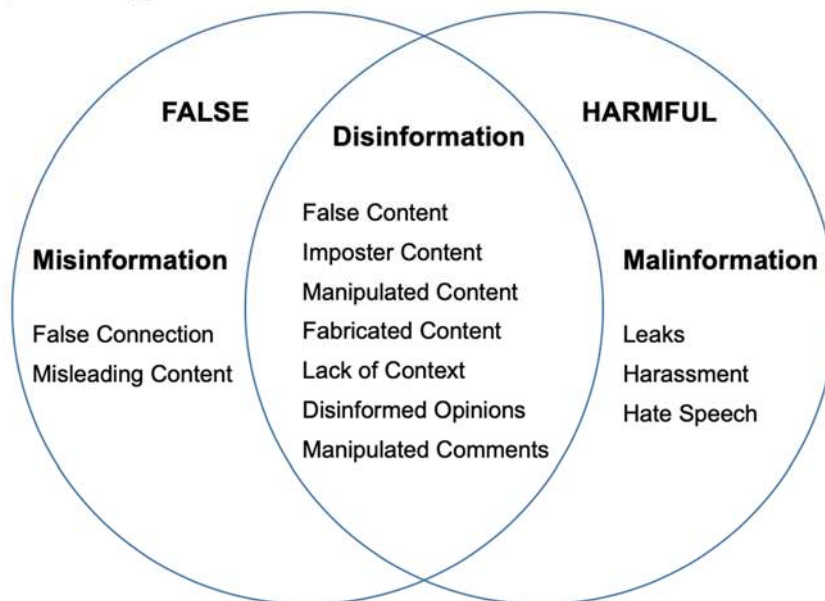 FALSE
HARMFUL
Disinformation
False Content
Imposter Content
Manipulated Content
Fabricated Content
Lack of Context
Disinformed Opinions
Manipulated Comments
Misinformation
False Connection
Misleading Content
Malinformation
Leaks
Harassment
Hate Speech